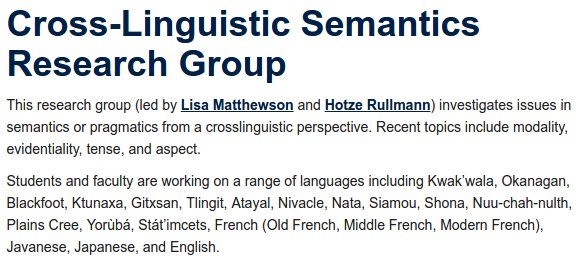 Cross-Linguistic Semantics
Research Group
This research group (led by Lisa Matthewson and Hotze Rullmann) investigates issues in
semantics or pragmatics from a crosslinguistic perspective. Recent topics include modality,
evidentiality, tense, and aspect.
Students and faculty are working on a range of languages including Kwak’wala, Okanagan,
Blackfoot, Ktunaxa, Gitxsan, Tlingit, Atayal, Nivacle, Nata, Siamou, Shona, Nuu-chah-nulth,
Plains Cree, Yorùbá, Stát’imcets, French (Old French, Middle French, Modern French),
Javanese, Japanese, and English.